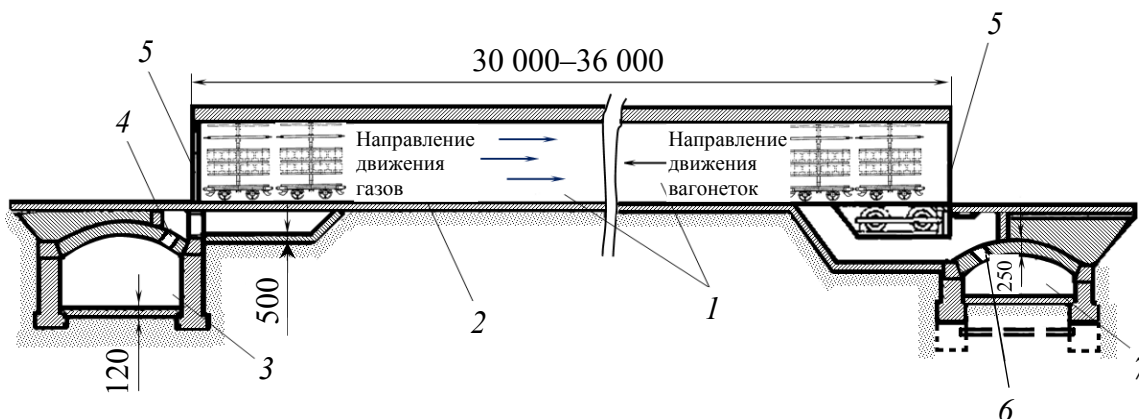 30 000–36 000
5
5
4
Направление
движения
газов
Направление
движения
вагонеток
500
2
1
250
120
3
6
7